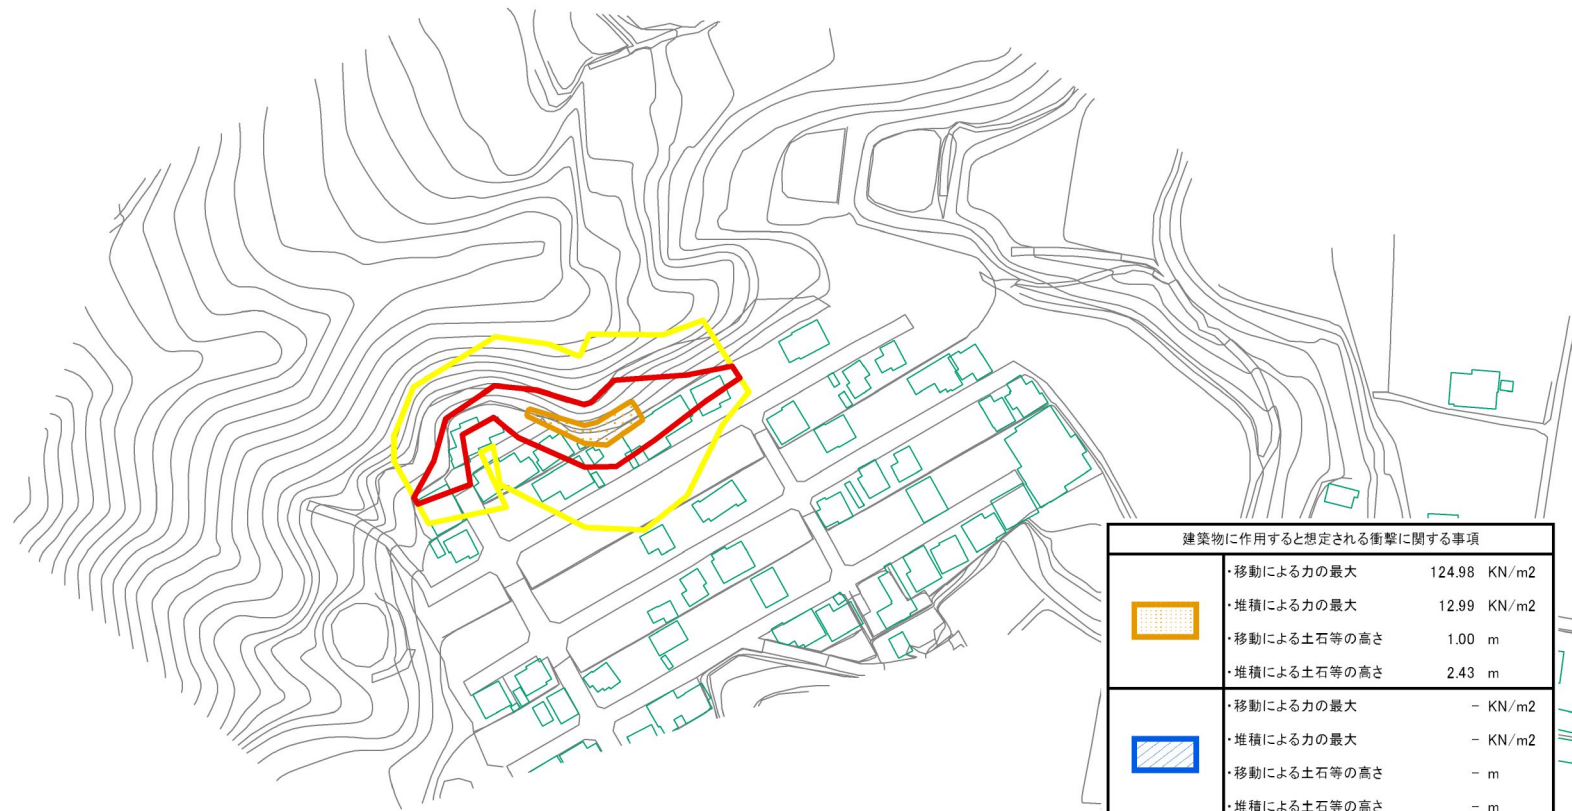 建築物に作用すると想定される衝撃に関する事項
・移動による力の最大 124.98 KN/m2
・堆積による力の最大 12.99 KN/m2
・移動による土石等の高さ 1.00 m
・堆積による土石等の高さ 2.43 m
・移動による力の最大 - KN/m2
・堆積による力の最大 - KN/m2
・移動による土石等の高さ - m
・堆積による土石等の高さ - m